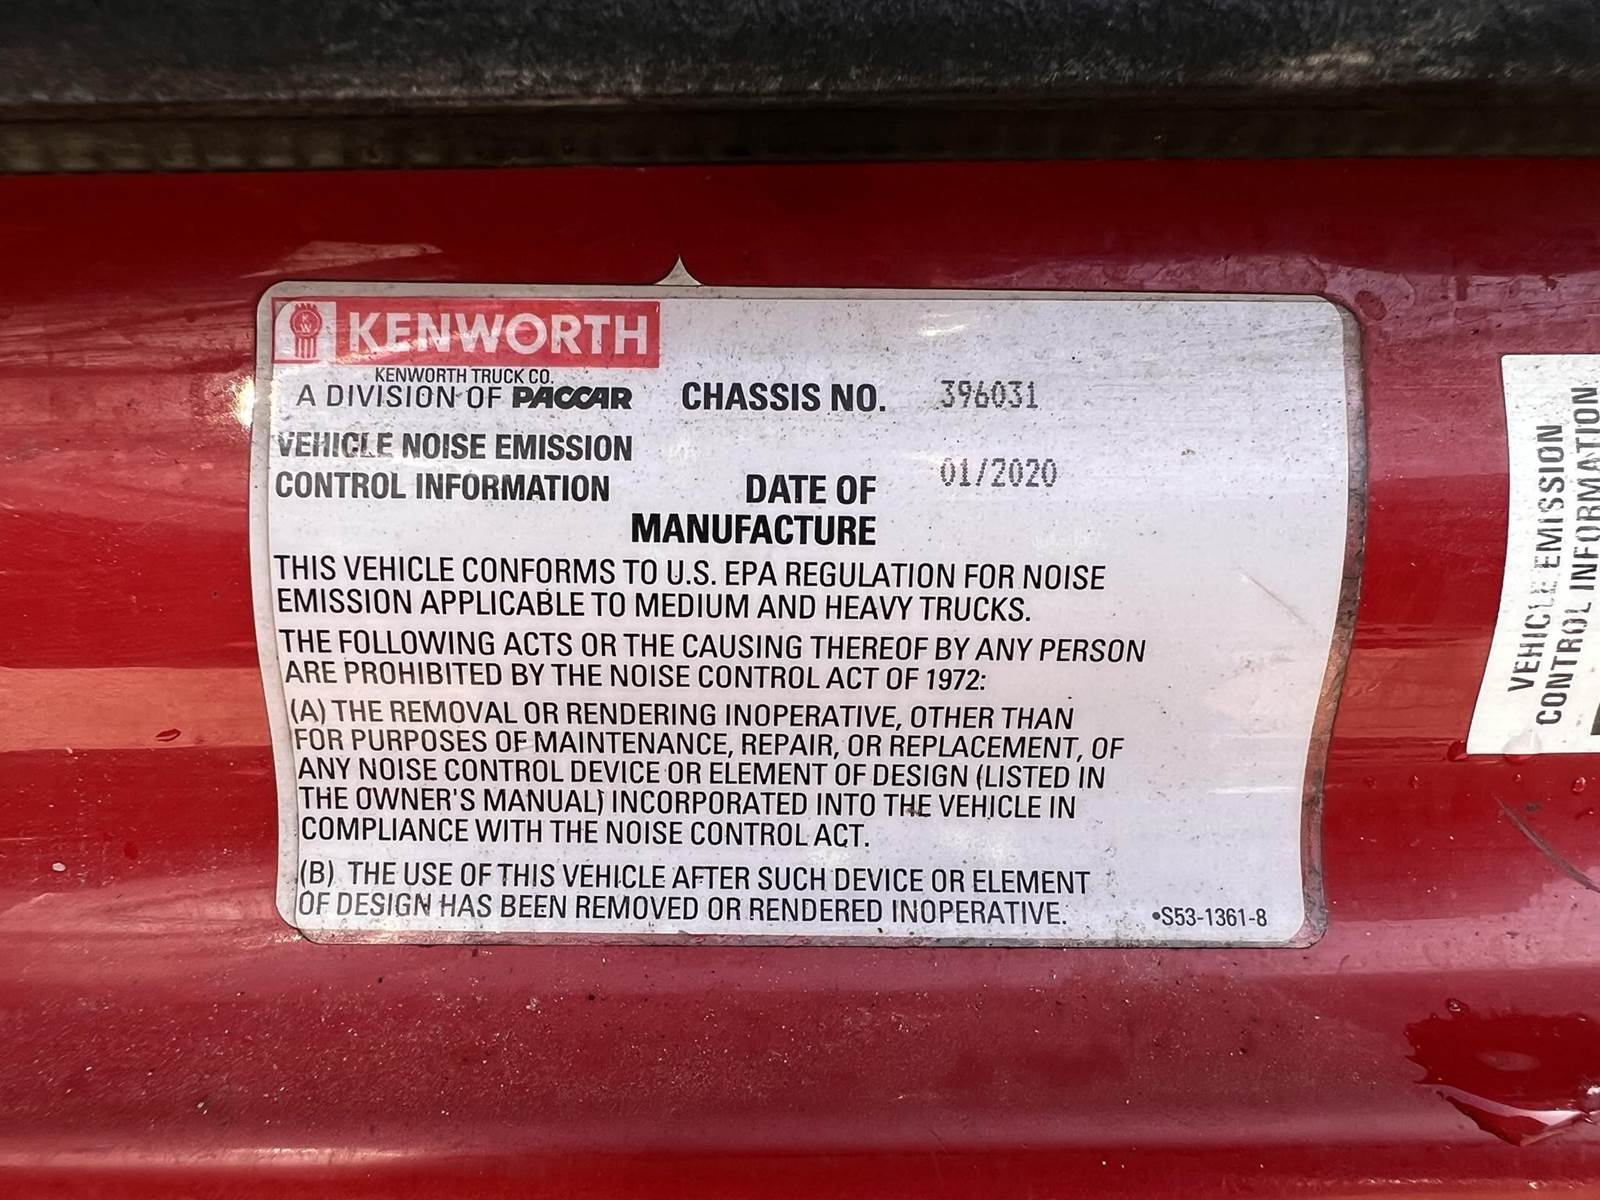 KW KENWORTH
KENWORTH TRUCK CO.
A DIVISION OF PACCAR
CHASSIS NO. 396031
VEHICLE NOISE EMISSION
CONTROL INFORMATION
DATE OF
MANUFACTURE
01/2020
THIS VEHICLE CONFORMS TO U.S. EPA REGULATION FOR NOISE
EMISSION APPLICABLE TO MEDIUM AND HEAVY TRUCKS.
THE FOLLOWING ACTS OR THE CAUSING THEREOF BY ANY PERSON
ARE PROHIBITED BY THE NOISE CONTROL ACT OF 1972:
(A) THE REMOVAL OR RENDERING INOPERATIVE, OTHER THAN
FOR PURPOSES OF MAINTENANCE, REPAIR, OR REPLACEMENT, OF
ANY NOISE CONTROL DEVICE OR ELEMENT OF DESIGN (LISTED IN
THE OWNER'S MANUAL) INCORPORATED INTO THE VEHICLE IN
COMPLIANCE WITH THE NOISE CONTROL ACT.
(B) THE USE OF THIS VEHICLE AFTER SUCH DEVICE OR ELEMENT
OF DESIGN HAS BEEN REMOVED OR RENDERED INOPERATIVE.
•S53-1361-8
VEHICLE EMISSION
CONTROL INFORMATION